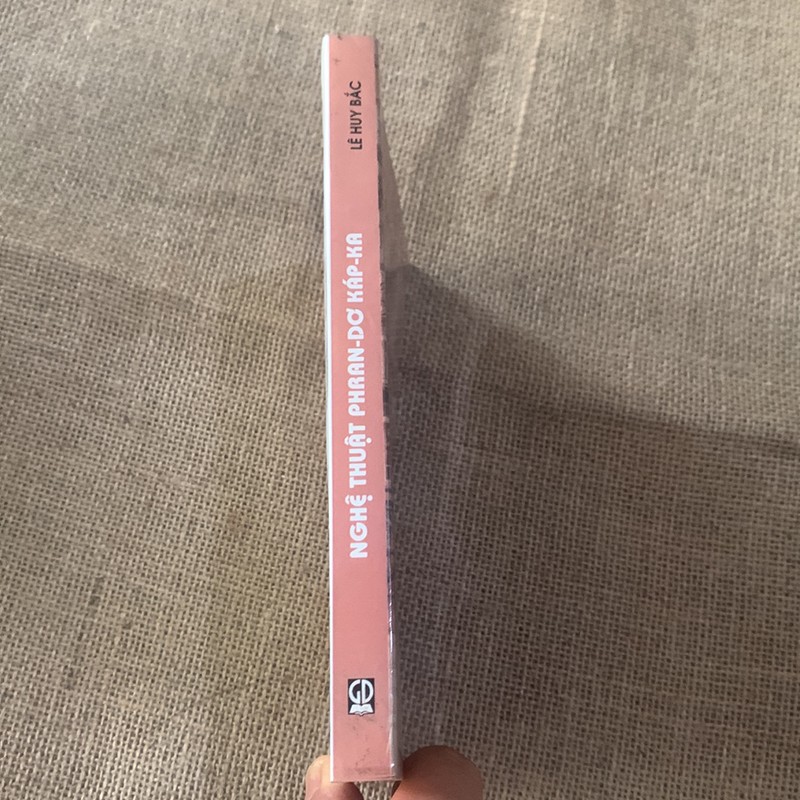 LÊ HUY BẮC
NGHỆ THUẬT PHRAN-DƠ KÁP-KA
GD